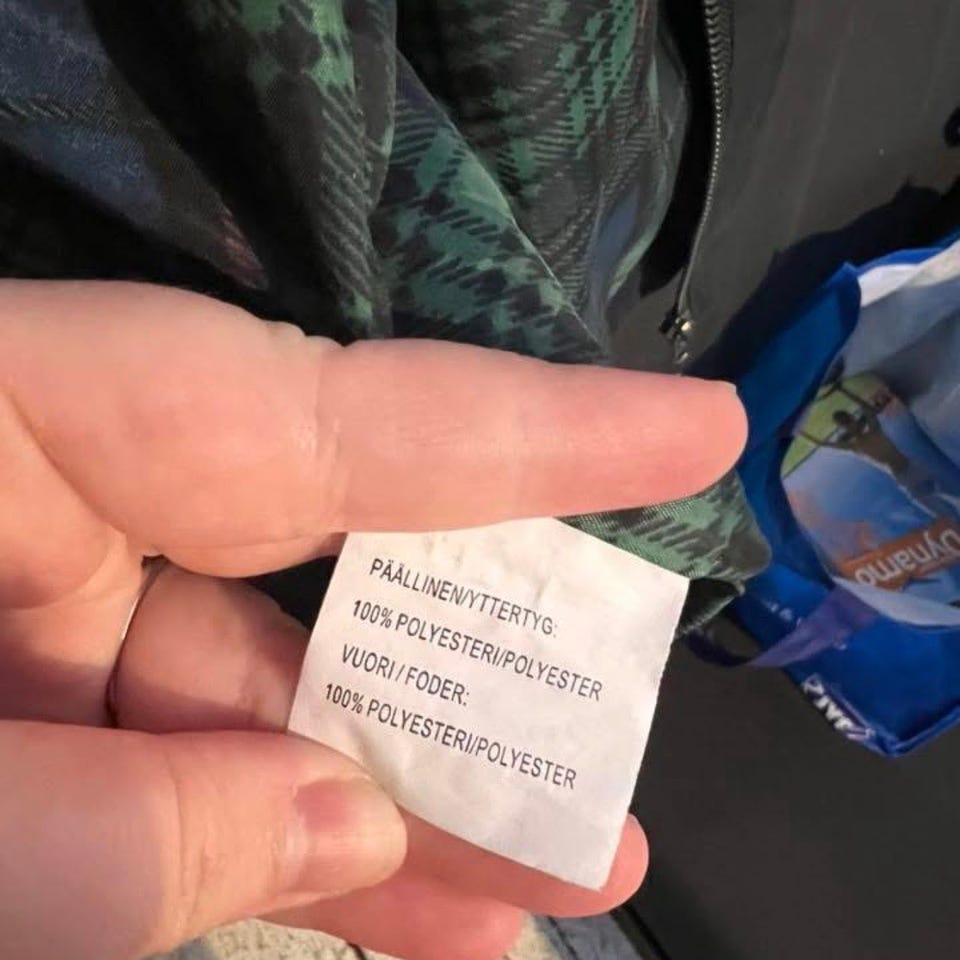 PÄÄLLINEN/YTTERTYG:
100% POLYESTERI/POLYESTER
VUORI / FODER:
100% POLYESTERI/POLYESTER
Dynamo